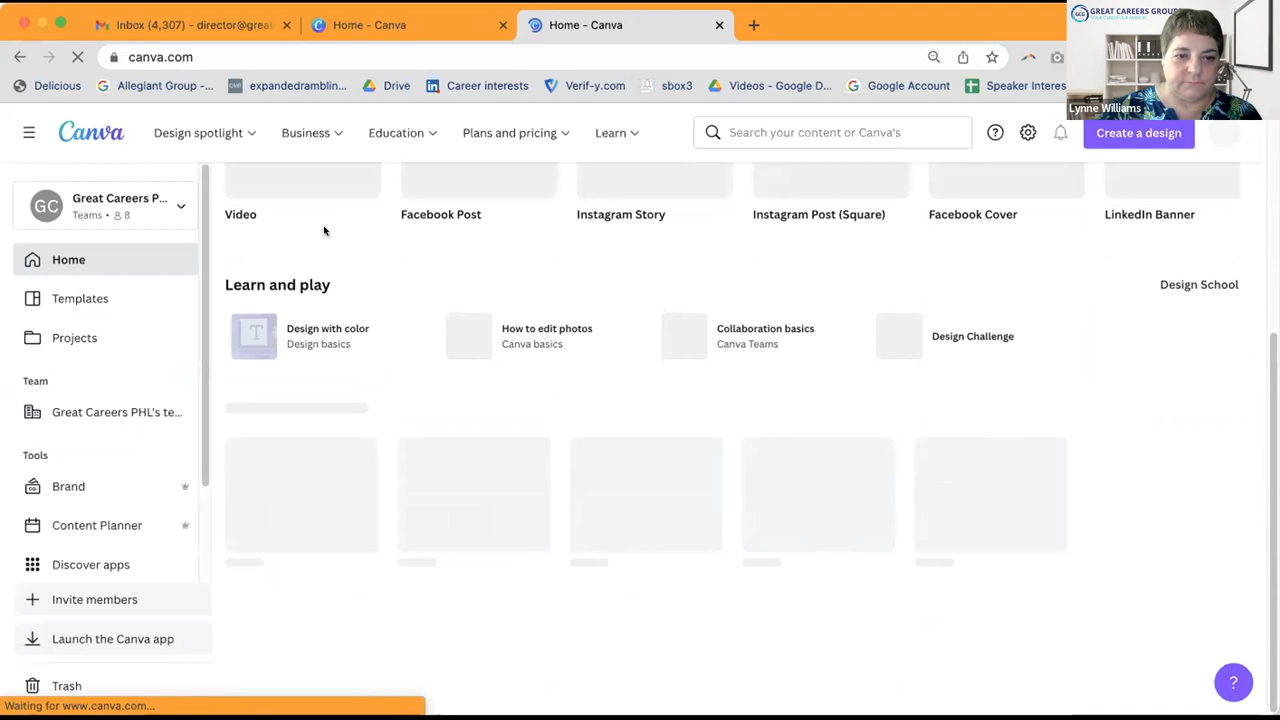 Inbox (4,307) - director@great
Home - Canva
Home - Canva
GREAT CAREERS GROUP
canva.com
Delicious
Allegiant Group -...
expandedramblin...
Drive
Career interests
Verif-y.com
sbox3
Videos - Google D...
Google Account
Speaker Interes
Lynne Williams
Canva
Design spotlight
Business
Education
Plans and pricing
Learn
Search your content or Canva's
Create a design
GC
Great Careers P...
Teams • 8
Video
Facebook Post
Instagram Story
Instagram Post (Square)
Facebook Cover
LinkedIn Banner
Home
Templates
Projects
Learn and play
Design School
T
Design with color
Design basics
How to edit photos
Canva basics
Collaboration basics
Canva Teams
Design Challenge
Team
Great Careers PHL's te...
Tools
Brand
Content Planner
Discover apps
Invite members
Launch the Canva app
Trash
?
Waiting for www.canva.com...